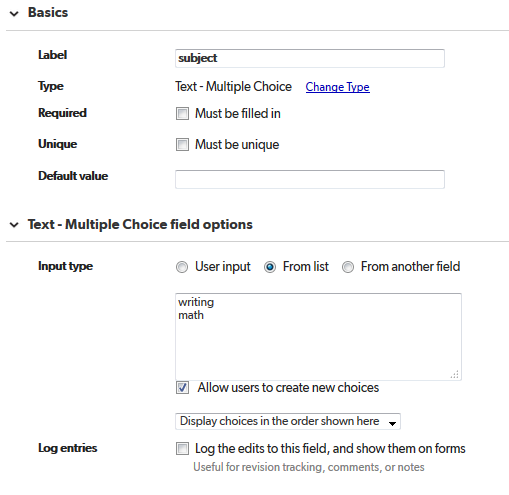 Basics
Label subject
Type Text - Multiple Choice Change Type
Required Must be filled in
Unique Must be unique
Default value
Text - Multiple Choice field options
Input type User input From list From another field
writing
math
Allow users to create new choices
Display choices in the order shown here
Log entries Log the edits to this field, and show them on forms
Useful for revision tracking, comments, or notes